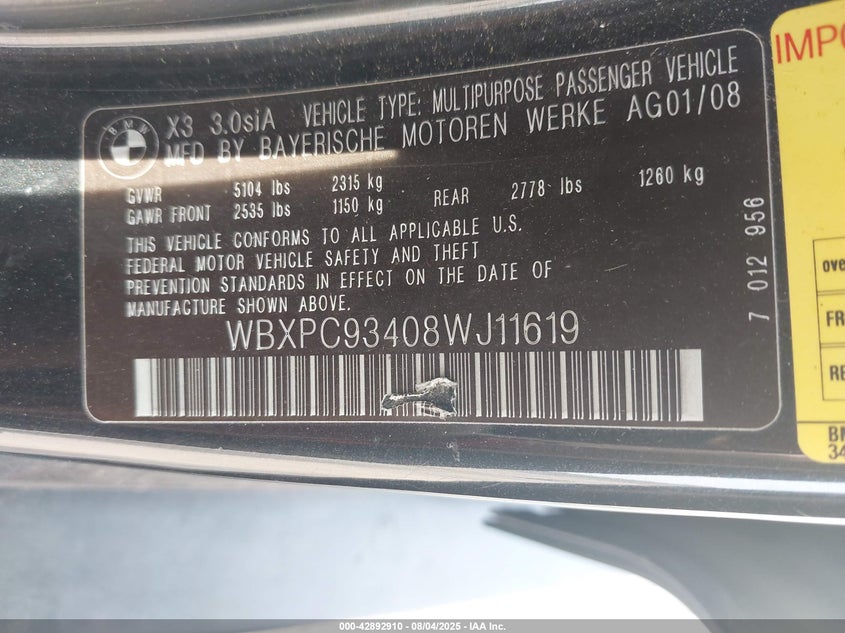 BMW
X3 3.0siA VEHICLE TYPE: MULTIPURPOSE PASSENGER VEHICLE
MFD BY BAYERISCHE MOTOREN WERKE AG01/08
GVWR 5104 lbs 2315 kg
GAWR FRONT 2535 lbs 1150 kg REAR 2778 lbs 1260 kg
THIS VEHICLE CONFORMS TO ALL APPLICABLE U.S.
FEDERAL MOTOR VEHICLE SAFETY AND THEFT
PREVENTION STANDARDS IN EFFECT ON THE DATE OF
MANUFACTURE SHOWN ABOVE.
WBXPC93408WJ11619
7 012 956
000-42892910 - 08/04/2025 - IAA Inc.